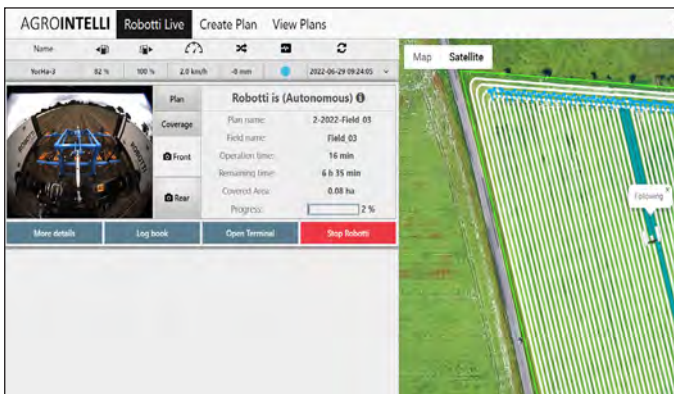 AGROINTELLI Robotti Live Create Plan View Plans
Name
YorHa-3 82 % 100 % 2.0 km/h -0 mm 2022-06-29 09:24:05
Map Satellite
Plan
Coverage
Front
Rear
Robotti is (Autonomous)
Plan name: 2-2022-Field_03
Field name: Field_03
Operation time: 16 min
Remaining time: 6 h 35 min
Covered Area: 0.08 ha
Progress: 2 %
ROBOTTI
More details Log book Open Terminal Stop Robotti
Following